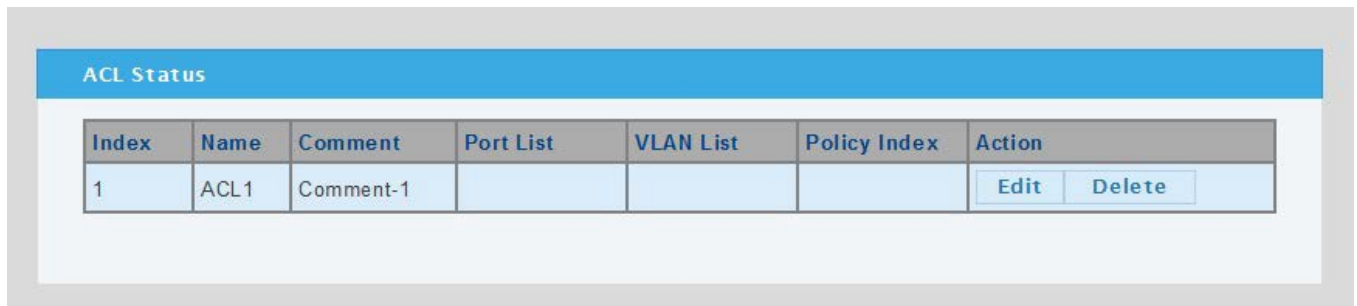 ACL Status
Index Name Comment Port List VLAN List Policy Index Action
1 ACL1 Comment-1 Edit Delete